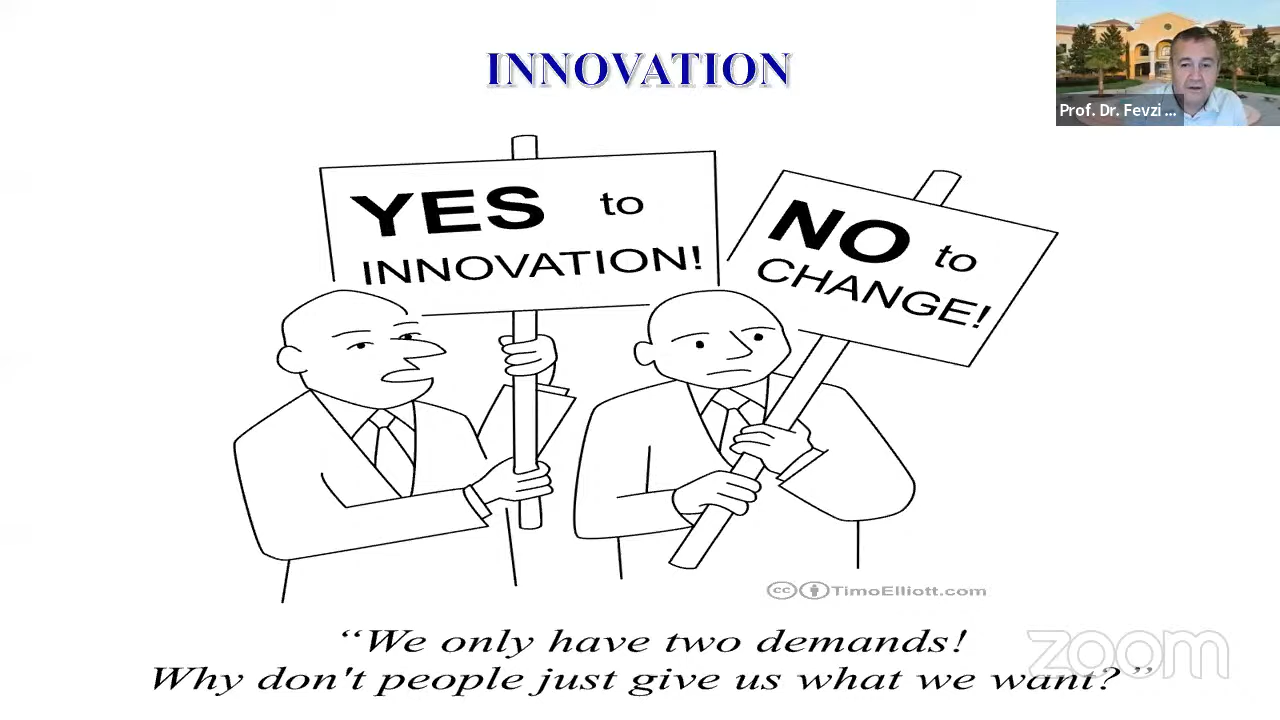 INNOVATION
Prof. Dr. Fevzi ...
YES to
INNOVATION!
NO to
CHANGE!
cc TimoElliott.com
“We only have two demands!
Why don't people just give us what we want?”
zoom